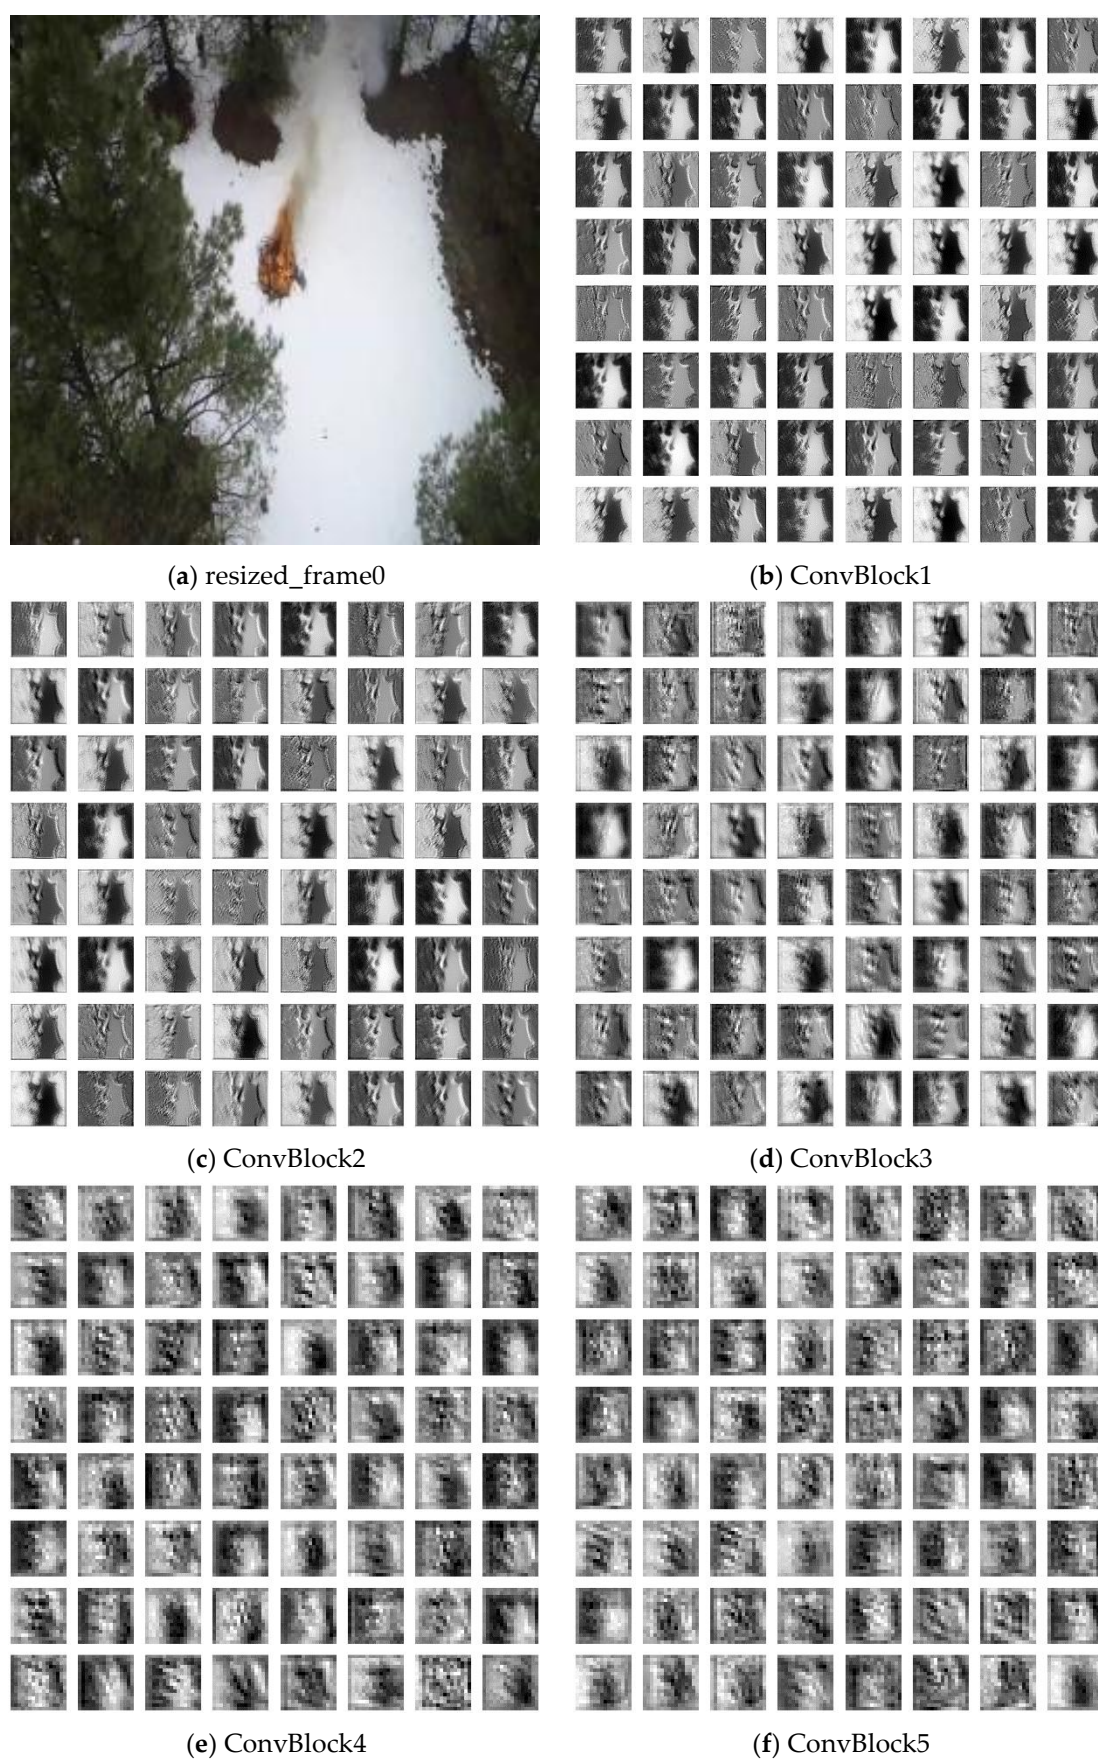 (a) resized_frame0
(b) ConvBlock1
(c) ConvBlock2
(d) ConvBlock3
(e) ConvBlock4
(f) ConvBlock5